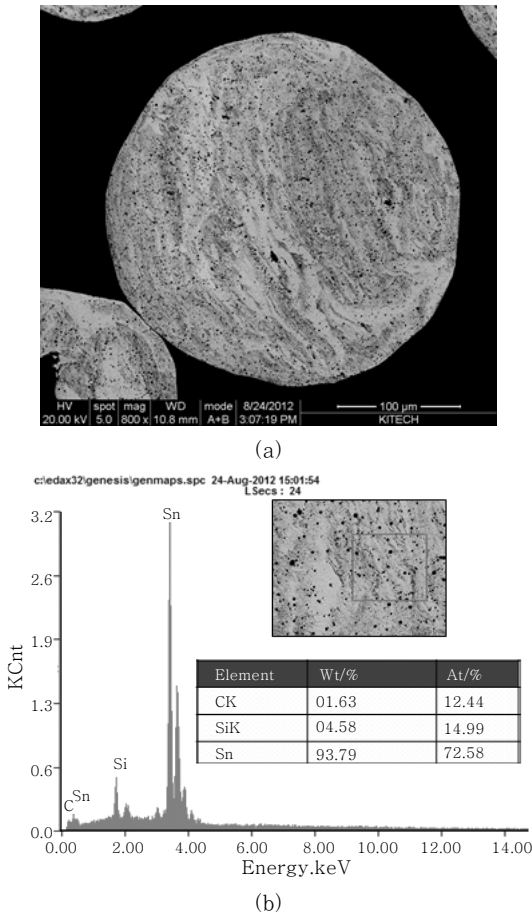 HV spot mag WD mode 8/24/2012 100 μm
20.00 kV 5.0 800 x 10.8 mm A+B 3:07:19 PM KITECH
(a)
c:\edax32\genesis\genmaps.spc 24-Aug-2012 15:01:54
LSecs : 24
3.2
2.6
1.9
1.3
0.6
0.0
KCnt
Sn
Si
C Sn
Element Wt/% At/%
CK 01.63 12.44
SiK 04.58 14.99
Sn 93.79 72.58
0.00 2.00 4.00 6.00 8.00 10.00 12.00 14.00
Energy.keV
(b)